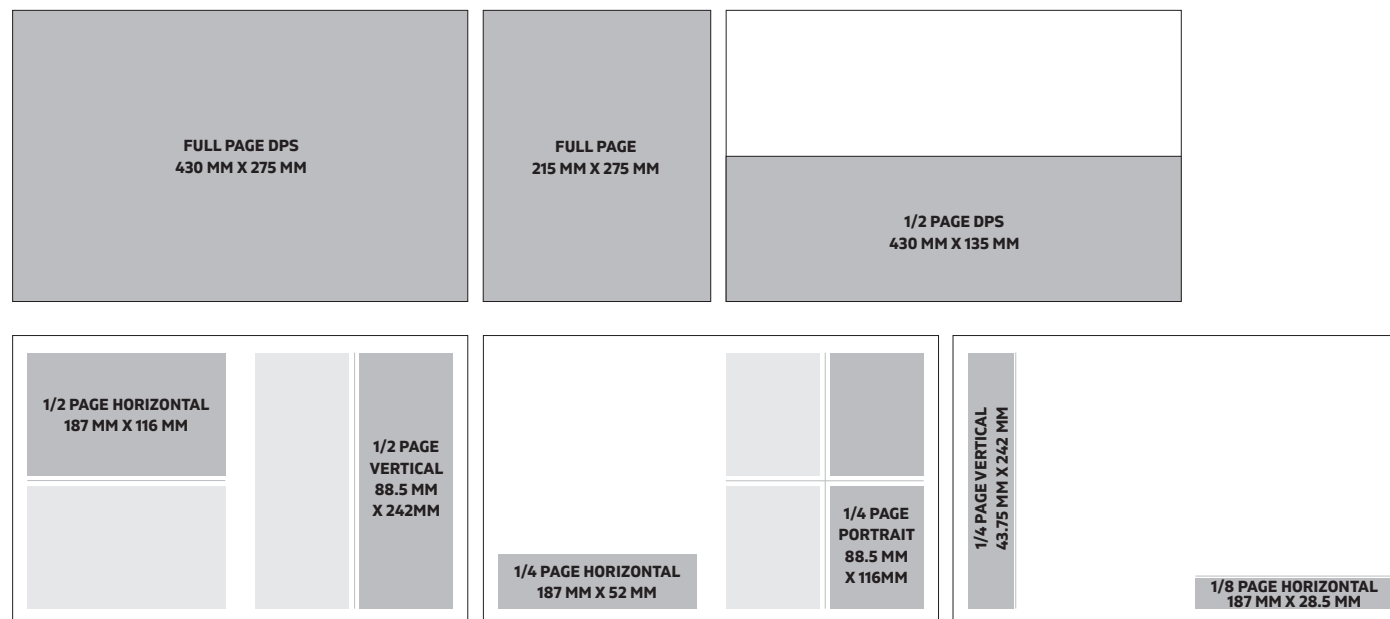 FULL PAGE DPS
430 MM X 275 MM
FULL PAGE
215 MM X 275 MM
1/2 PAGE DPS
430 MM X 135 MM
1/2 PAGE HORIZONTAL
187 MM X 116 MM
1/2 PAGE
VERTICAL
88.5 MM
X 242MM
1/4 PAGE HORIZONTAL
187 MM X 52 MM
1/4 PAGE
PORTRAIT
88.5 MM
X 116MM
1/4 PAGE VERTICAL
43.75 MM X 242 MM
1/8 PAGE HORIZONTAL
187 MM X 28.5 MM